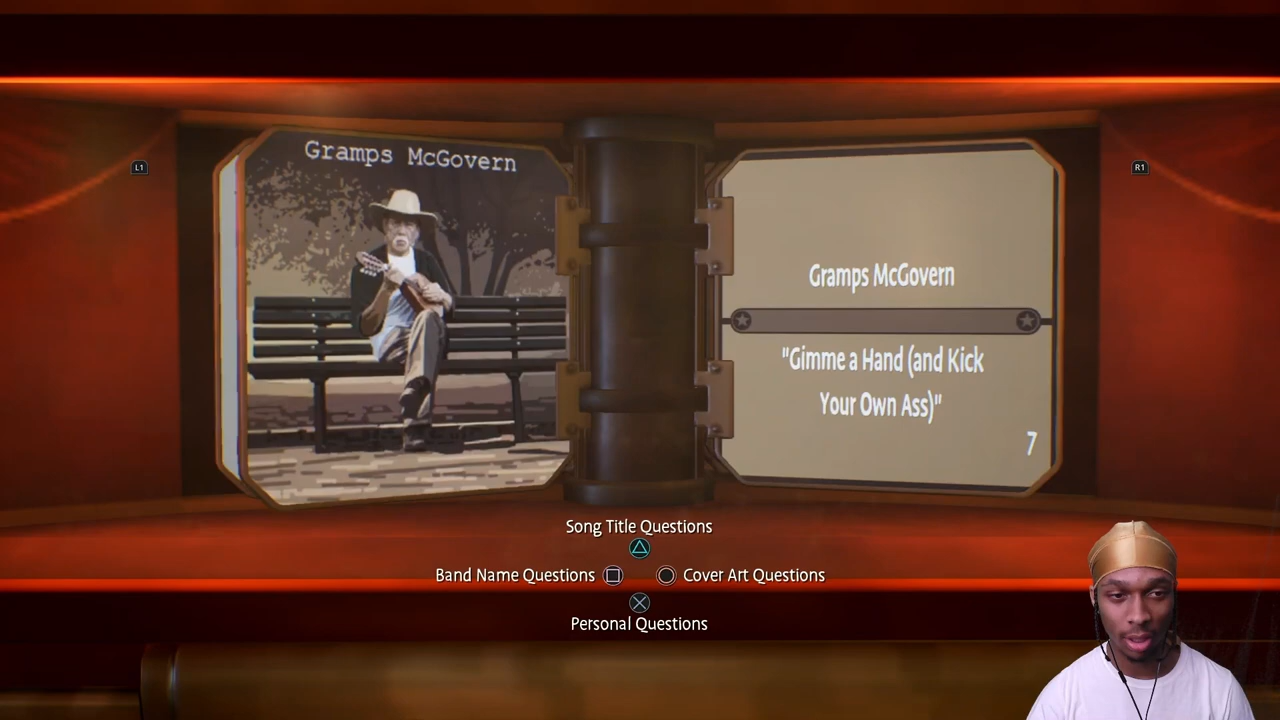 Gramps McGovern
L1
R1
Gramps McGovern
"Gimme a Hand (and Kick
Your Own Ass)"
7
Song Title Questions
Band Name Questions
Cover Art Questions
Personal Questions